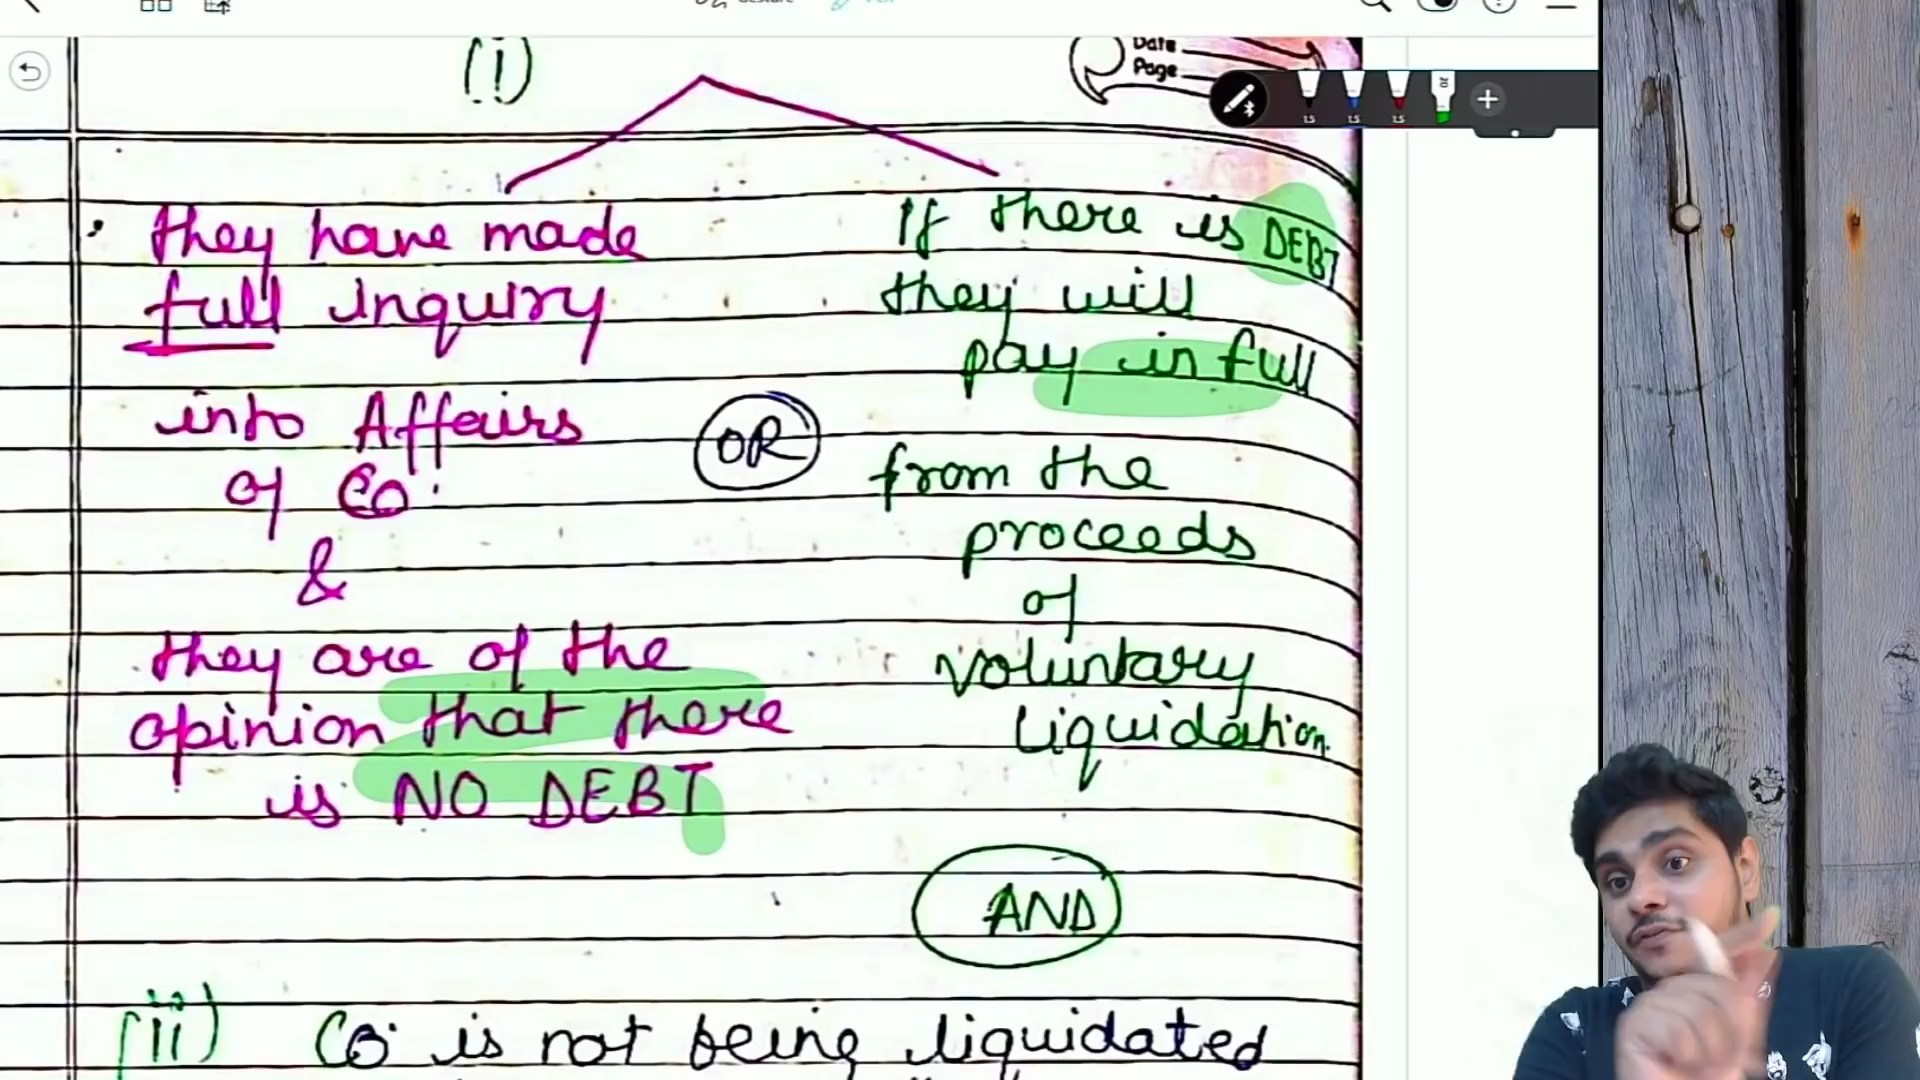 (i)
Date
Page
they have made
full inquiry
into Affairs
of Co.
&
they are of the
opinion that there
is NO DEBT
OR
If there is DEBT
they will
pay in full
from the
proceeds
of
voluntary
liquidation.
AND
(ii) Co. is not being liquidated